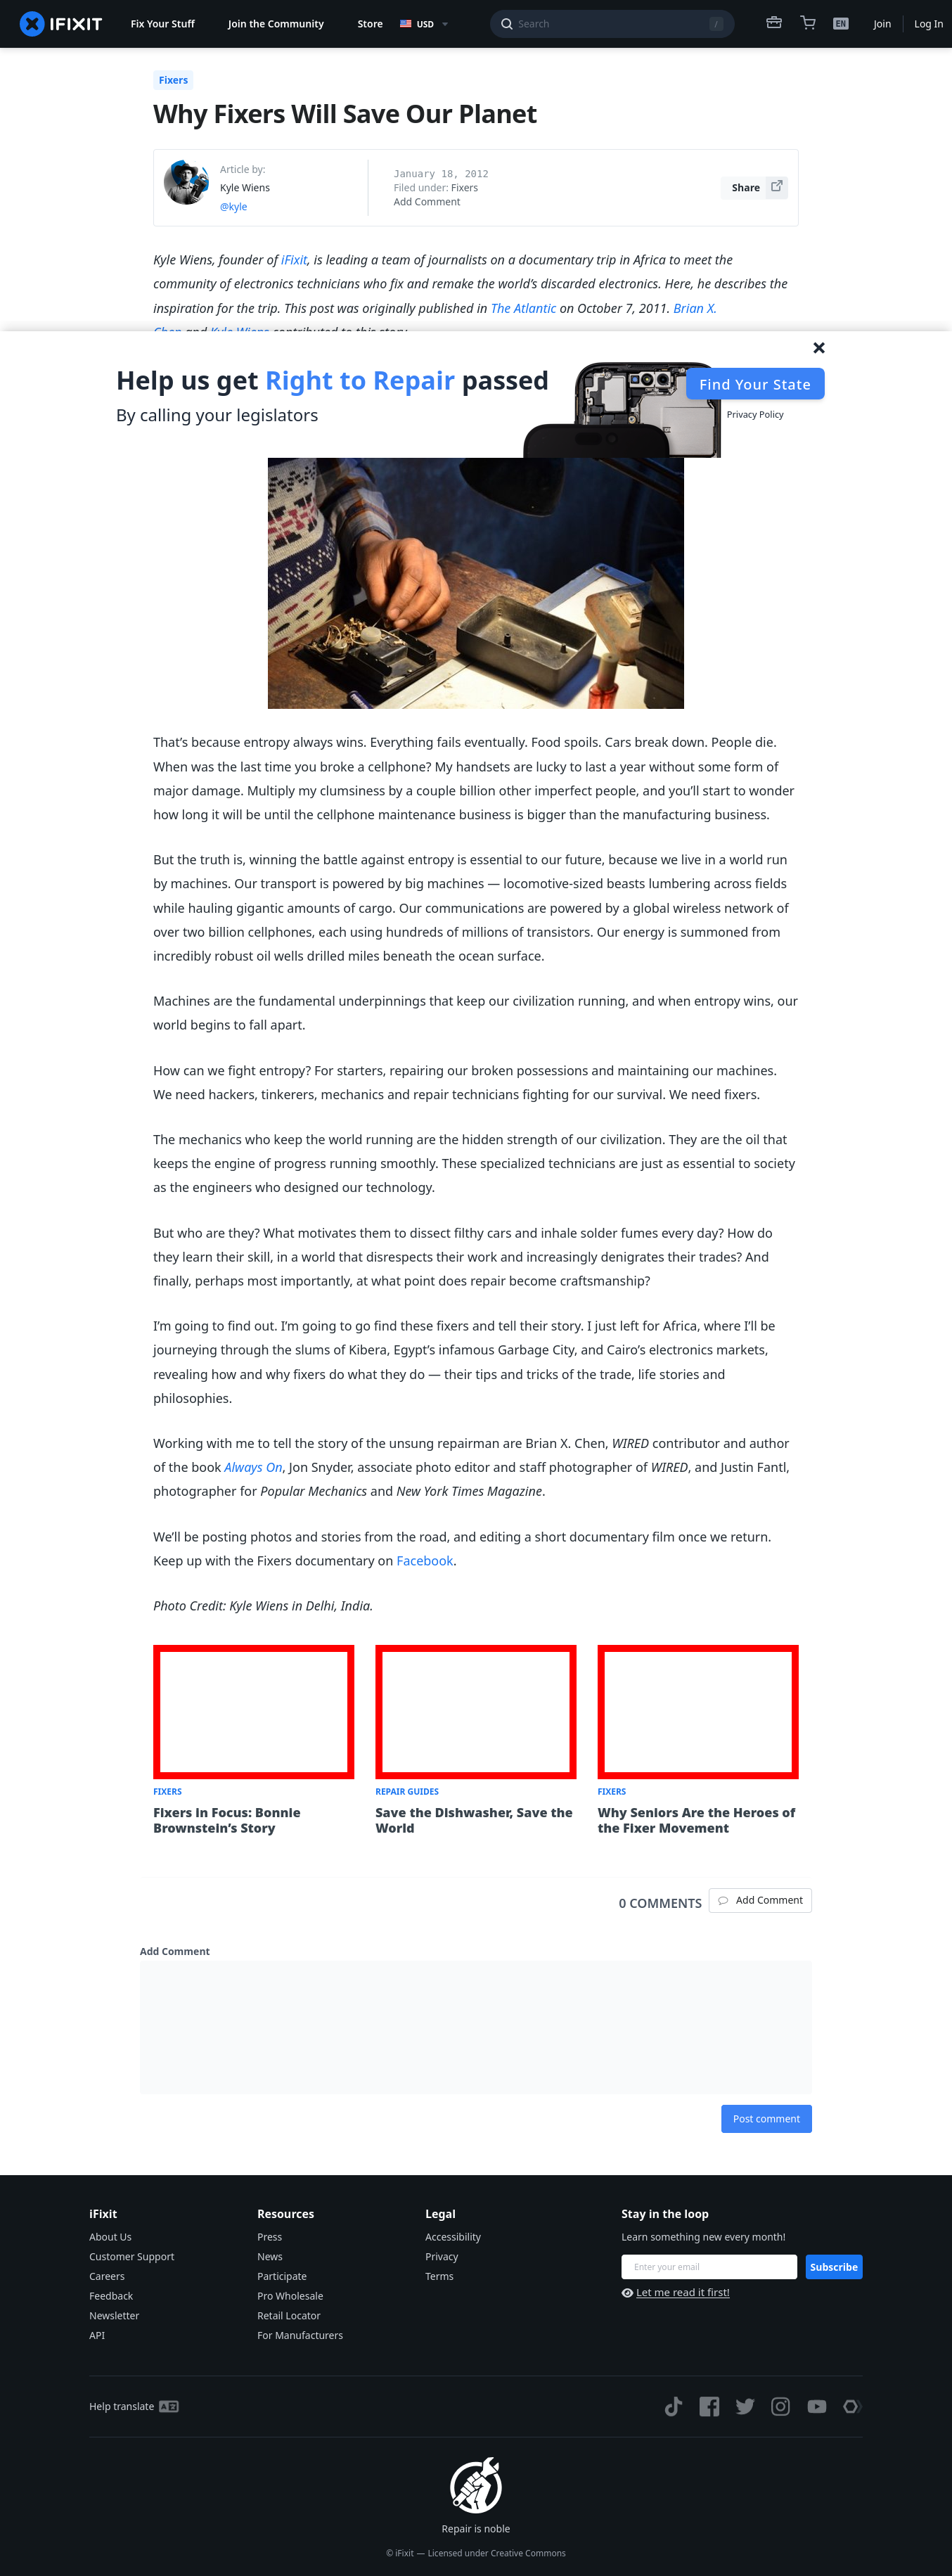 IFIXIT
Fix Your Stuff
Join the Community
Store
USD
Search
/
EN
Join
Log In
Fixers
Why Fixers Will Save Our Planet
Article by:
Kyle Wiens
@kyle
January 18, 2012
Filed under: Fixers
Add Comment
Share
Kyle Wiens, founder of iFixit, is leading a team of journalists on a documentary trip in Africa to meet the
community of electronics technicians who fix and remake the world’s discarded electronics. Here, he describes the
inspiration for the trip. This post was originally published in The Atlantic on October 7, 2011. Brian X.
Chen and Kyle Wiens contributed to this story.
Help us get Right to Repair passed
By calling your legislators
Find Your State
Privacy Policy
That’s because entropy always wins. Everything fails eventually. Food spoils. Cars break down. People die.
When was the last time you broke a cellphone? My handsets are lucky to last a year without some form of
major damage. Multiply my clumsiness by a couple billion other imperfect people, and you’ll start to wonder
how long it will be until the cellphone maintenance business is bigger than the manufacturing business.
But the truth is, winning the battle against entropy is essential to our future, because we live in a world run
by machines. Our transport is powered by big machines — locomotive-sized beasts lumbering across fields
while hauling gigantic amounts of cargo. Our communications are powered by a global wireless network of
over two billion cellphones, each using hundreds of millions of transistors. Our energy is summoned from
incredibly robust oil wells drilled miles beneath the ocean surface.
Machines are the fundamental underpinnings that keep our civilization running, and when entropy wins, our
world begins to fall apart.
How can we fight entropy? For starters, repairing our broken possessions and maintaining our machines.
We need hackers, tinkerers, mechanics and repair technicians fighting for our survival. We need fixers.
The mechanics who keep the world running are the hidden strength of our civilization. They are the oil that
keeps the engine of progress running smoothly. These specialized technicians are just as essential to society
as the engineers who designed our technology.
But who are they? What motivates them to dissect filthy cars and inhale solder fumes every day? How do
they learn their skill, in a world that disrespects their work and increasingly denigrates their trades? And
finally, perhaps most importantly, at what point does repair become craftsmanship?
I’m going to find out. I’m going to go find these fixers and tell their story. I just left for Africa, where I’ll be
journeying through the slums of Kibera, Egypt’s infamous Garbage City, and Cairo’s electronics markets,
revealing how and why fixers do what they do — their tips and tricks of the trade, life stories and
philosophies.
Working with me to tell the story of the unsung repairman are Brian X. Chen, WIRED contributor and author
of the book Always On, Jon Snyder, associate photo editor and staff photographer of WIRED, and Justin Fantl,
photographer for Popular Mechanics and New York Times Magazine.
We’ll be posting photos and stories from the road, and editing a short documentary film once we return.
Keep up with the Fixers documentary on Facebook.
Photo Credit: Kyle Wiens in Delhi, India.
FIXERS
Fixers in Focus: Bonnie
Brownstein’s Story
REPAIR GUIDES
Save the Dishwasher, Save the
World
FIXERS
Why Seniors Are the Heroes of
the Fixer Movement
0 COMMENTS
Add Comment
Add Comment
Post comment
iFixit
About Us
Customer Support
Careers
Feedback
Newsletter
API
Resources
Press
News
Participate
Pro Wholesale
Retail Locator
For Manufacturers
Legal
Accessibility
Privacy
Terms
Stay in the loop
Learn something new every month!
Enter your email
Subscribe
Let me read it first!
Help translate
Repair is noble
© iFixit — Licensed under Creative Commons